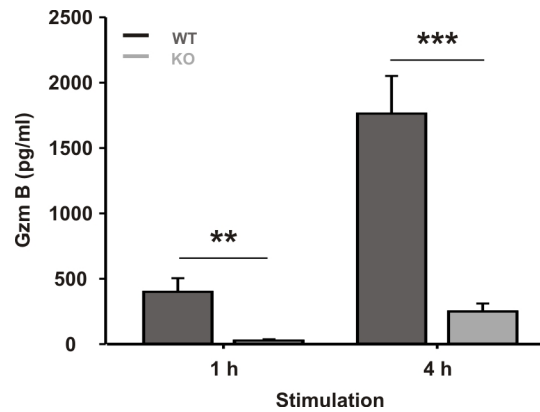 2500
WT
KO
***
2000
1500
1000
**
500
0
Gzm B (pg/ml)
1 h
4 h
Stimulation